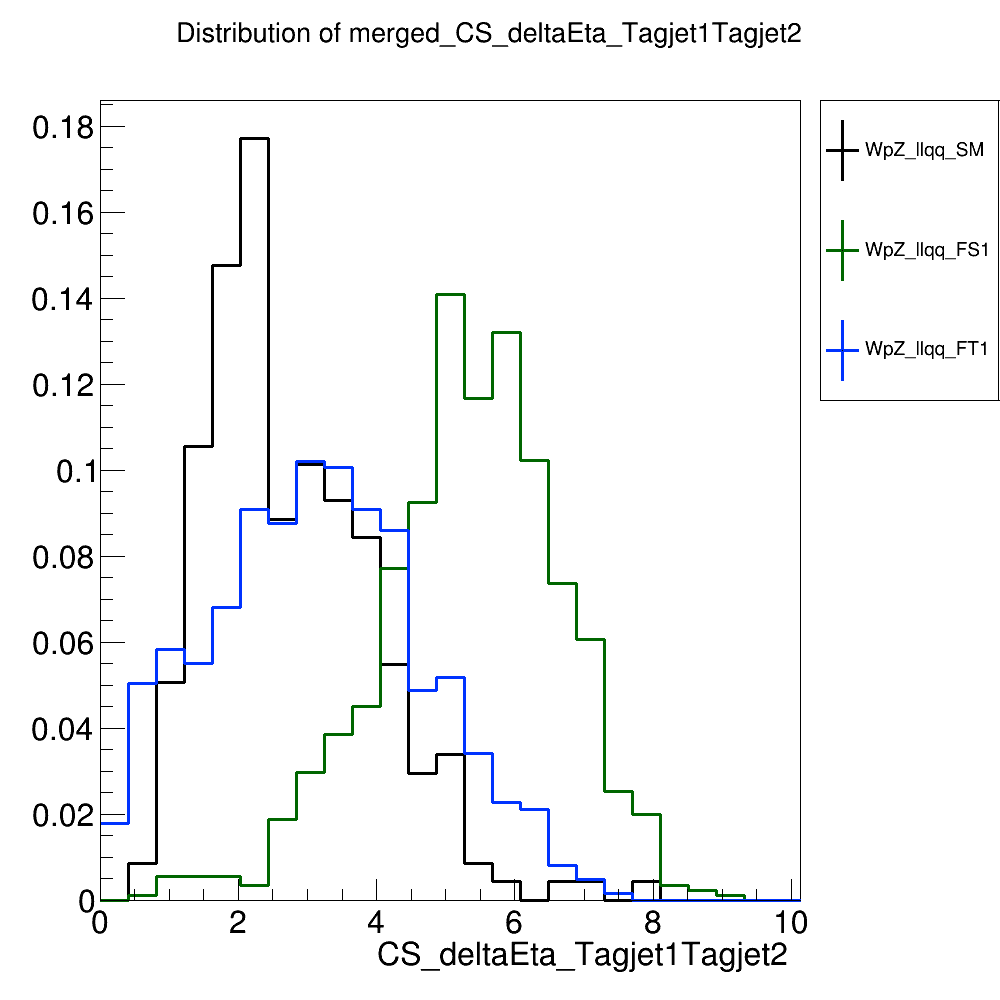 Distribution of merged_CS_deltaEta_Tagjet1Tagjet2
0.18
0.16
0.14
0.12
0.1
0.08
0.06
0.04
0.02
0
0 2 4 6 8 10
CS_deltaEta_Tagjet1Tagjet2
WpZ_llqq_SM
WpZ_llqq_FS1
WpZ_llqq_FT1